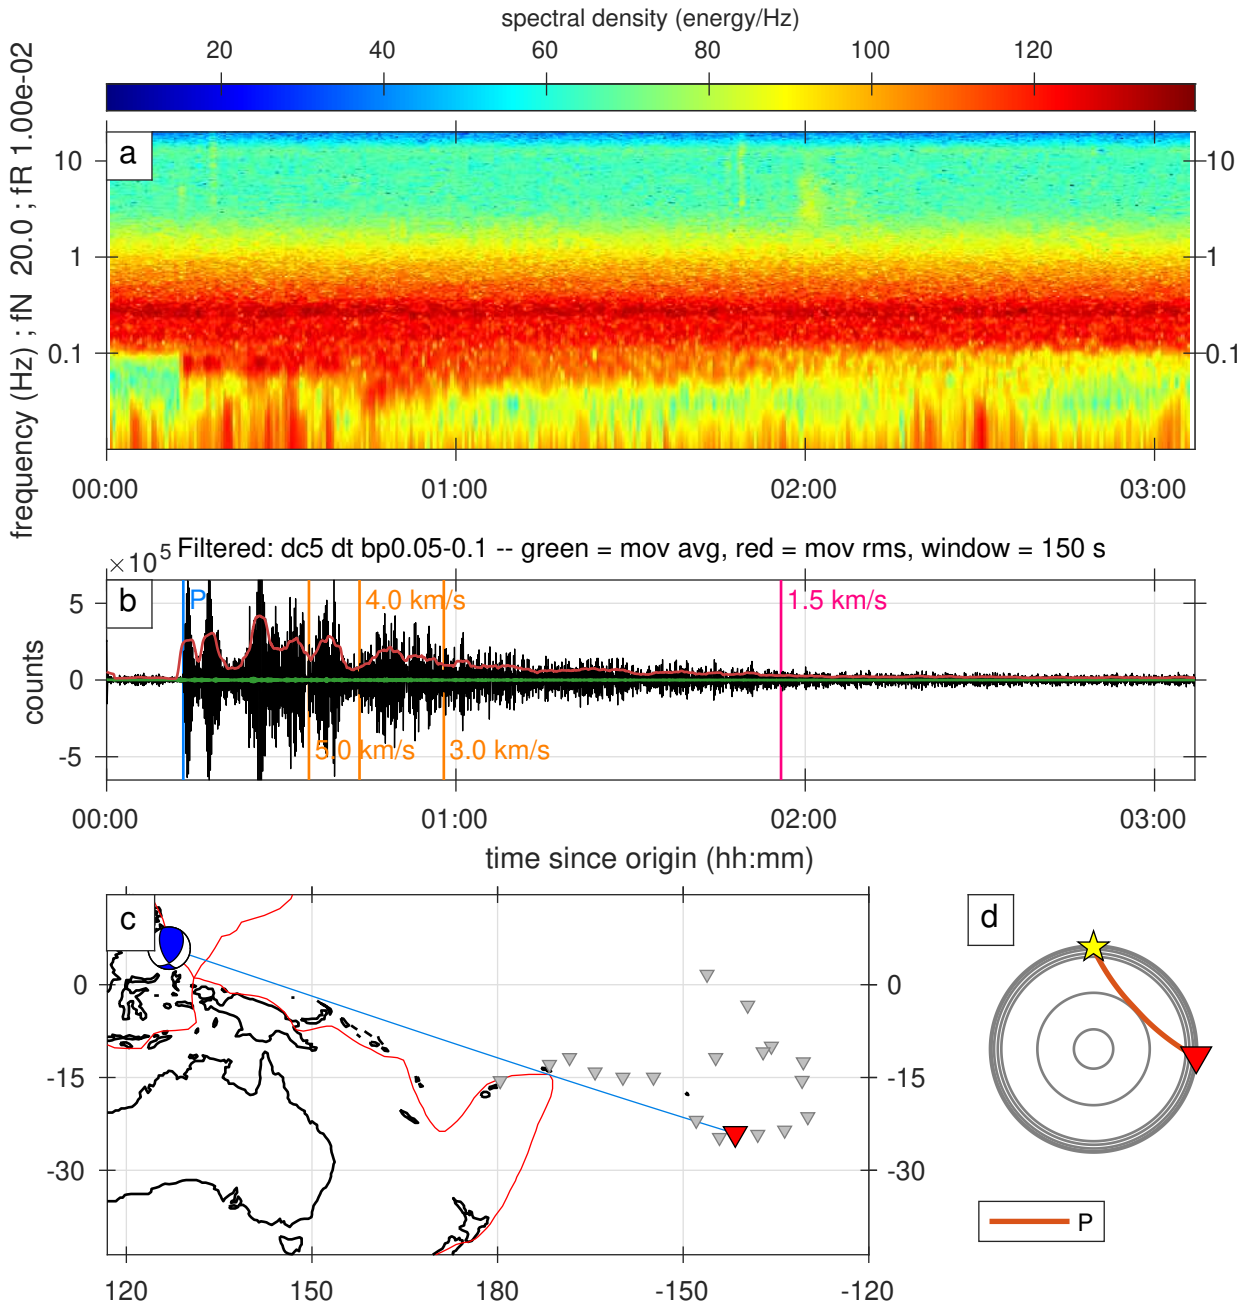 spectral density (energy/Hz)
20 40 60 80 100 120
frequency (Hz) ; fN 20.0 ; fR 1.00e-02
a
10 10
1 1
0.1 0.1
00:00 01:00 02:00 03:00
×10^5 Filtered: dc5 dt bp0.05-0.1 -- green = mov avg, red = mov rms, window = 150 s
b
counts
5
0
-5
P 4.0 km/s 1.5 km/s
5.0 km/s 3.0 km/s
00:00 01:00 02:00 03:00
time since origin (hh:mm)
c
d
0 0
-15 -15
-30 -30
120 150 180 -150 -120
P